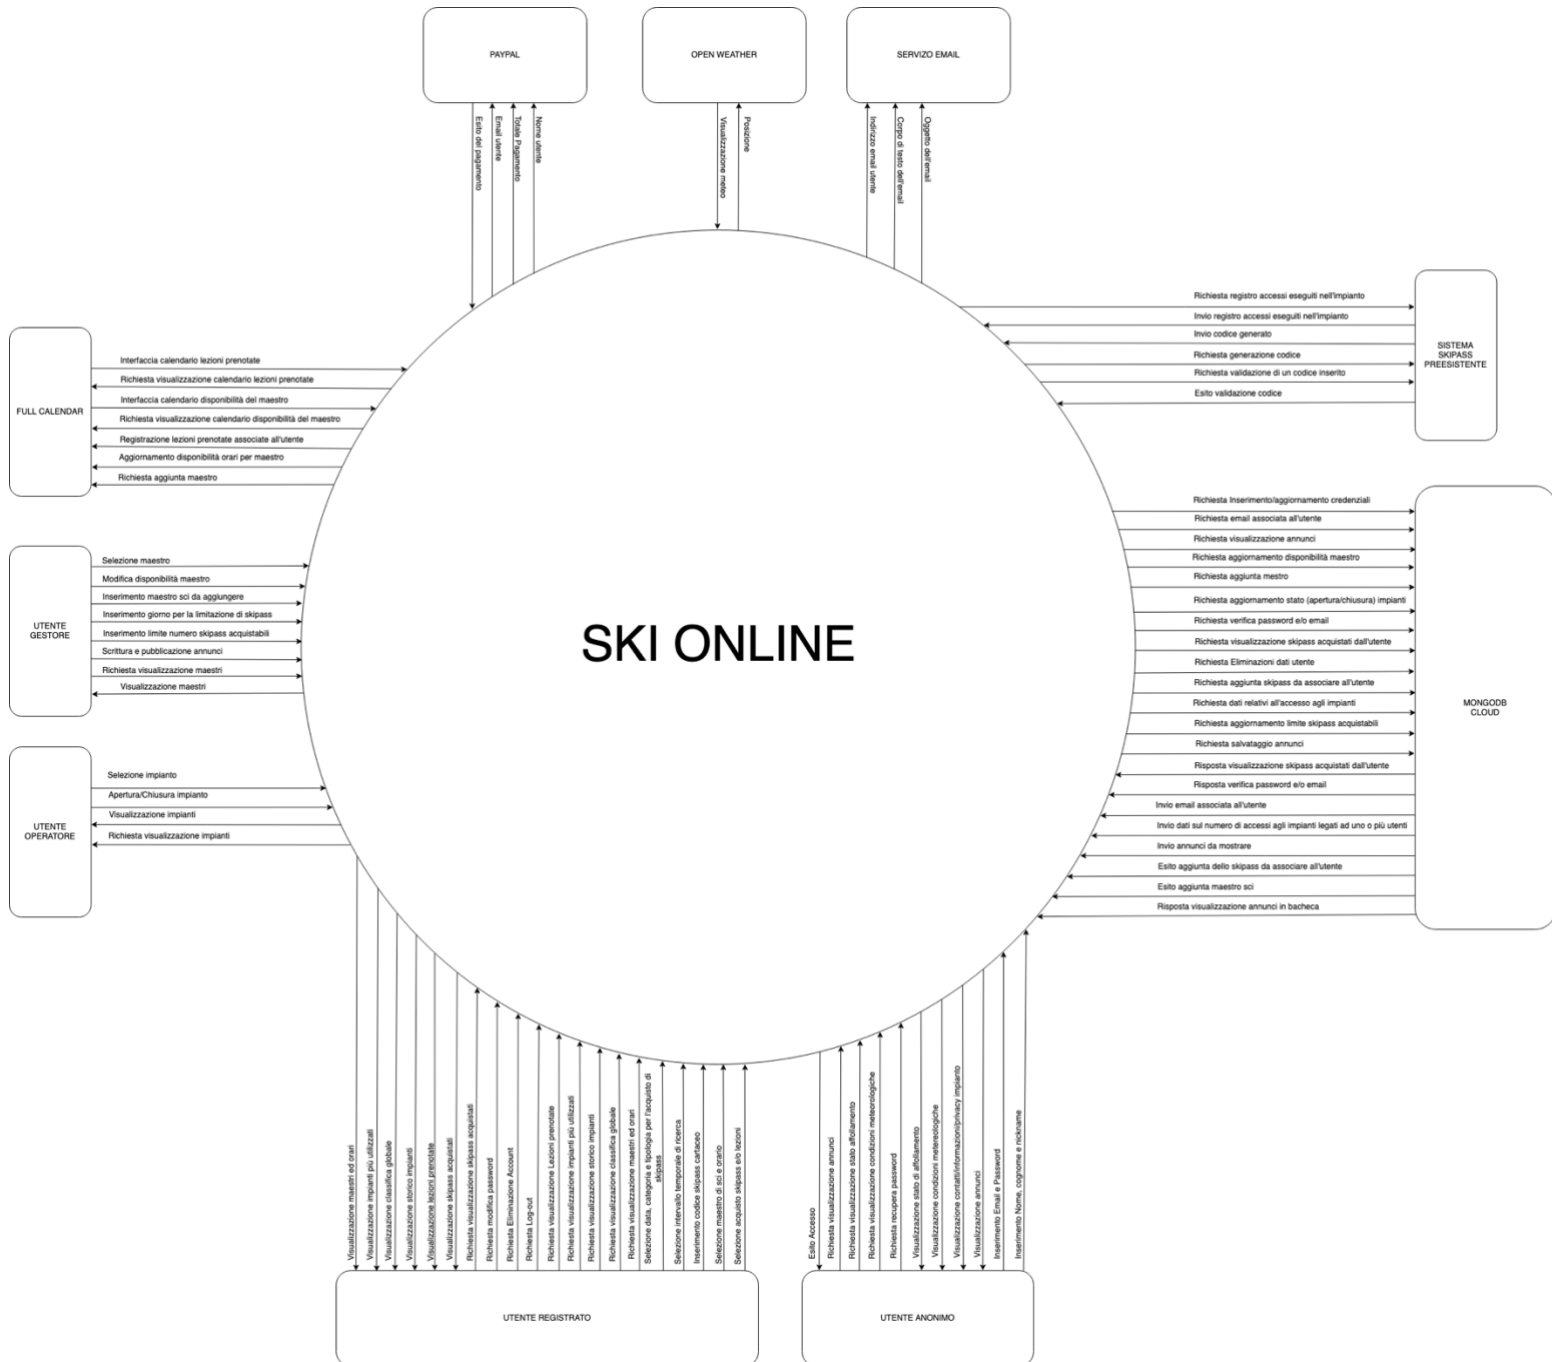 PAYPAL
OPEN WEATHER
SERVIZO EMAIL
Esito del pagamento
Email utente
Totale Pagamento
Nome utente
Visualizzazione meteo
Posizione
Indirizzo email utente
Corpo di testo dell'email
Oggetto dell'email
FULL CALENDAR
Interfaccia calendario lezioni prenotate
Richiesta visualizzazione calendario lezioni prenotate
Interfaccia calendario disponibilità del maestro
Richiesta visualizzazione calendario disponibilità del maestro
Registrazione lezioni prenotate associate all'utente
Aggiornamento disponibilità orari per maestro
Richiesta aggiunta maestro
SISTEMA
SKIPASS
PREESISTENTE
Richiesta registro accessi eseguiti nell'impianto
Invio registro accessi eseguiti nell'impianto
Invio codice generato
Richiesta generazione codice
Richiesta validazione di un codice inserito
Esito validazione codice
UTENTE
GESTORE
Selezione maestro
Modifica disponibilità maestro
Inserimento maestro sci da aggiungere
Inserimento giorno per la limitazione di skipass
Inserimento limite numero skipass acquistabili
Scrittura e pubblicazione annunci
Richiesta visualizzazione maestri
Visualizzazione maestri
SKI ONLINE
MONGODB
CLOUD
Richiesta Inserimento/aggiornamento credenziali
Richiesta email associata all'utente
Richiesta visualizzazione annunci
Richiesta aggiornamento disponibilità maestro
Richiesta aggiunta mestro
Richiesta aggiornamento stato (apertura/chiusura) impianti
Richiesta verifica password e/o email
Richiesta visualizzazione skipass acquistati dall'utente
Richiesta Eliminazioni dati utente
Richiesta aggiunta skipass da associare all'utente
Richiesta dati relativi all'accesso agli impianti
Richiesta aggiornamento limite skipass acquistabili
Richiesta salvataggio annunci
Risposta visualizzazione skipass acquistati dall'utente
Risposta verifica password e/o email
Invio email associata all'utente
Invio dati sul numero di accessi agli impianti legati ad uno o più utenti
Invio annunci da mostrare
Esito aggiunta dello skipass da associare all'utente
Esito aggiunta maestro sci
Risposta visualizzazione annunci in bacheca
UTENTE
OPERATORE
Selezione impianto
Apertura/Chiusura impianto
Visualizzazione impianti
Richiesta visualizzazione impianti
Visualizzazione maestri ed orari
Visualizzazione impianti più utilizzati
Visualizzazione classifica globale
Visualizzazione storico impianti
Visualizzazione lezioni prenotate
Visualizzazione skipass acquistati
Richiesta visualizzazione skipass acquistati
Richiesta modifica password
Richiesta Eliminazione Account
Richiesta Log-out
Richiesta visualizzazione Lezioni prenotate
Richiesta visualizzazione impianti più utilizzati
Richiesta visualizzazione storico impianti
Richiesta visualizzazione classifica globale
Richiesta visualizzazione maestri ed orari
Selezione data, categoria e tipologia per l'acquisto di
skipass
Selezione intervallo temporale di ricerca
Inserimento codice skipass cartaceo
Selezione maestro di sci e orario
Selezione acquisto skipass e/o lezioni
Esito Accesso
Richiesta visualizzazione annunci
Richiesta visualizzazione stato affollamento
Richiesta visualizzazione condizioni meteorologiche
Richiesta recupera password
Visualizzazione stato di affollamento
Visualizzazione condizioni metereologiche
Visualizzazione contatti/informazioni/privacy impianto
Visualizzazione annunci
Inserimento Email e Password
Inserimento Nome, cognome e nickname
UTENTE REGISTRATO
UTENTE ANONIMO